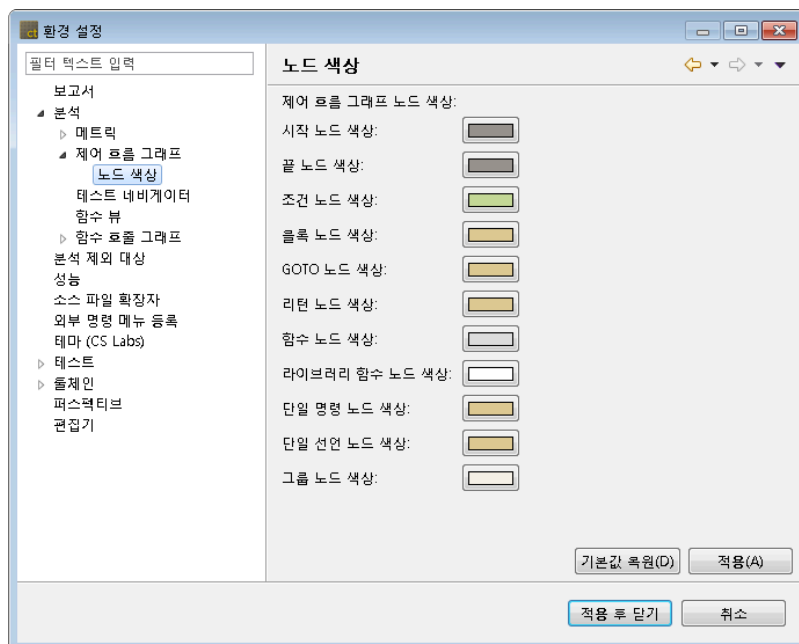 ct 환경 설정
필터 텍스트 입력
보고서
분석
메트릭
제어 흐름 그래프
노드 색상
테스트 네비게이터
함수 뷰
함수 호출 그래프
분석 제외 대상
성능
소스 파일 확장자
외부 명령 메뉴 등록
테마 (CS Labs)
테스트
툴체인
퍼스펙티브
편집기
노드 색상
제어 흐름 그래프 노드 색상:
시작 노드 색상:
끝 노드 색상:
조건 노드 색상:
블록 노드 색상:
GOTO 노드 색상:
리턴 노드 색상:
함수 노드 색상:
라이브러리 함수 노드 색상:
단일 명령 노드 색상:
단일 선언 노드 색상:
그룹 노드 색상:
기본값 복원(D)
적용(A)
적용 후 닫기
취소